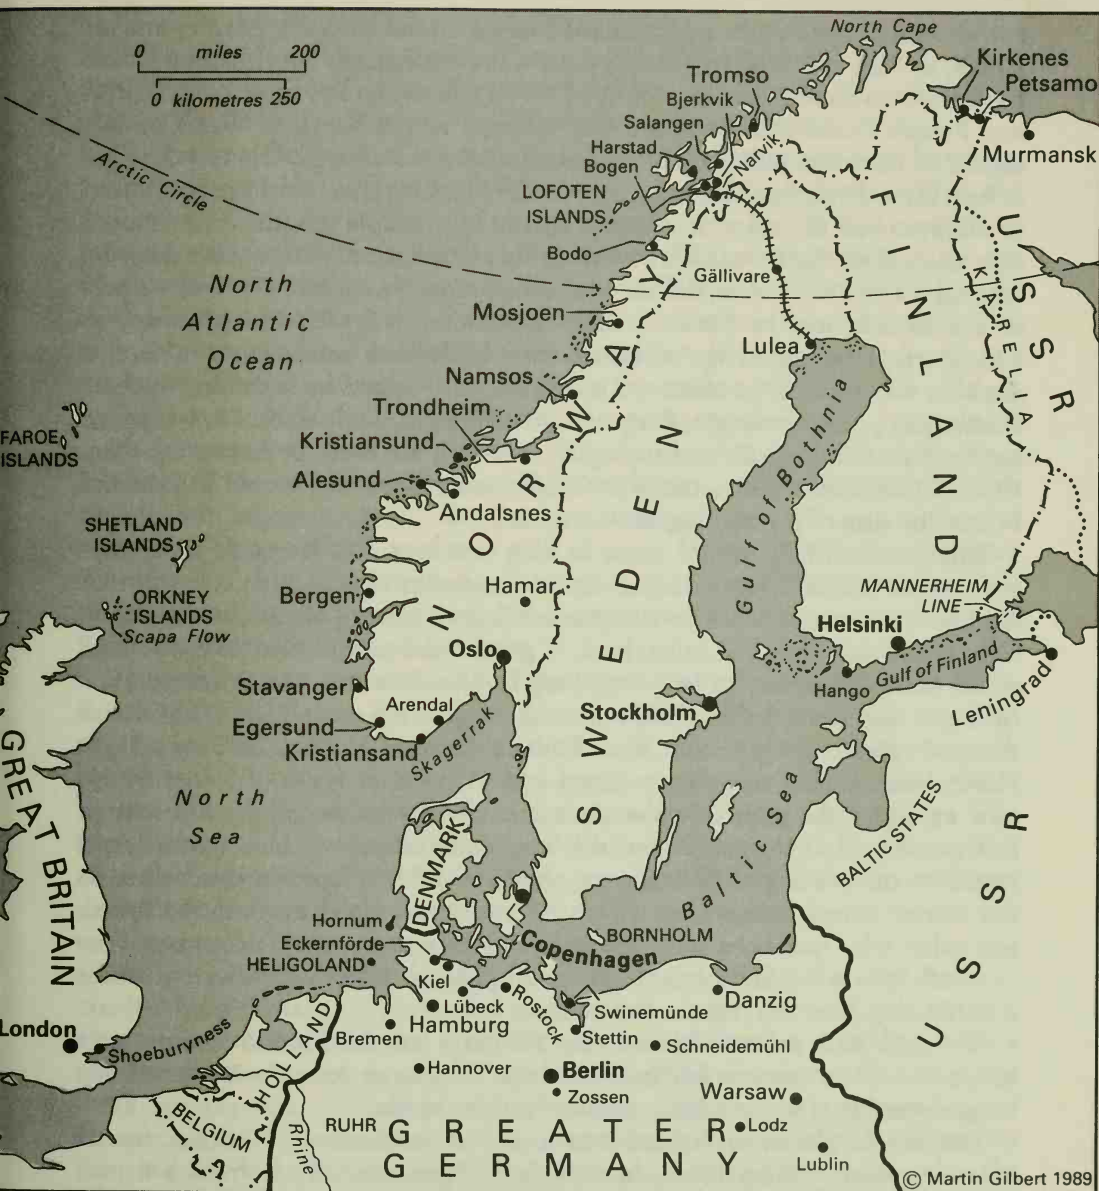 North Cape
0 miles 200
0 kilometres 250
Kirkenes
Petsamo
Tromso
Bjerkvik
Salangen
Murmansk
Harstad
Narvik
Bogen
Arctic Circle
LOFOTEN
ISLANDS
Bodo
Gällivare
North
Atlantic
Ocean
Mosjoen
Lulea
Namsos
Trondheim
FAROE
ISLANDS
Kristiansund
Alesund
Andalsnes
NORWAY
SWEDEN
FINLAND
KARELIA
USSR
Gulf of Bothnia
SHETLAND
ISLANDS
ORKNEY
ISLANDS
Scapa Flow
Bergen
Hamar
MANNERHEIM
LINE
Helsinki
Oslo
Hango
Gulf of Finland
Leningrad
Stavanger
Arendal
Stockholm
Egersund
Kristiansand
Skagerrak
GREAT BRITAIN
North
Sea
DENMARK
Baltic Sea
BALTIC STATES
USSR
Hornum
Eckernförde
HELIGOLAND
Copenhagen
BORNHOLM
Kiel
Lübeck
Rostock
Swinemünde
Danzig
London
Shoeburyness
HOLLAND
Bremen
Hamburg
Stettin
Schneidemühl
Hannover
Berlin
Zossen
Warsaw
BELGIUM
Rhine
RUHR
GREATER
GERMANY
Lodz
Lublin
© Martin Gilbert 1989